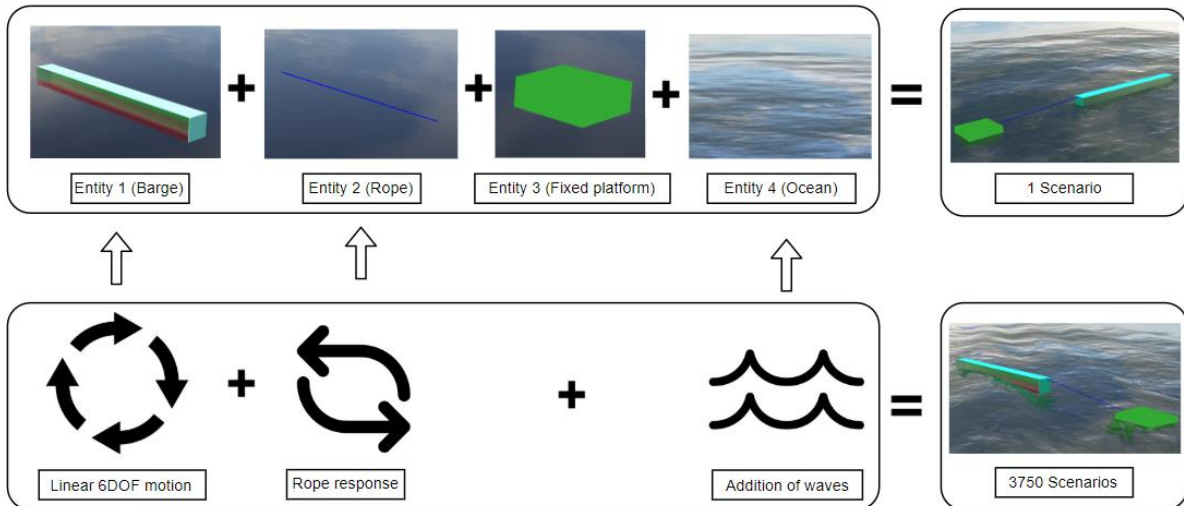 Entity 1 (Barge)
Entity 2 (Rope)
Entity 3 (Fixed platform)
Entity 4 (Ocean)
1 Scenario
Linear 6DOF motion
Rope response
Addition of waves
3750 Scenarios